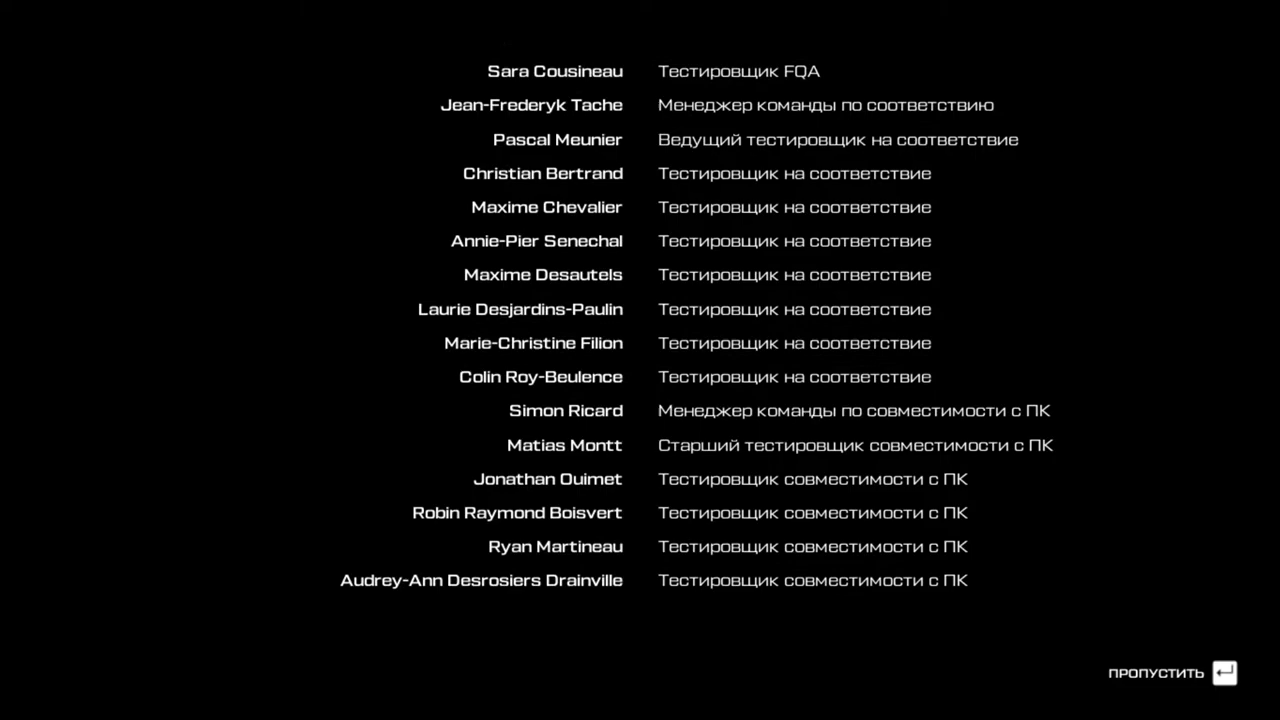 Sara Cousineau Тестировщик FQA
Jean-Frederyk Tache Менеджер команды по соответствию
Pascal Meunier Ведущий тестировщик на соответствие
Christian Bertrand Тестировщик на соответствие
Maxime Chevalier Тестировщик на соответствие
Annie-Pier Senechal Тестировщик на соответствие
Maxime Desautels Тестировщик на соответствие
Laurie Desjardins-Paulin Тестировщик на соответствие
Marie-Christine Filion Тестировщик на соответствие
Colin Roy-Beulence Тестировщик на соответствие
Simon Ricard Менеджер команды по совместимости с ПК
Matias Montt Старший тестировщик совместимости с ПК
Jonathan Ouimet Тестировщик совместимости с ПК
Robin Raymond Boisvert Тестировщик совместимости с ПК
Ryan Martineau Тестировщик совместимости с ПК
Audrey-Ann Desrosiers Drainville Тестировщик совместимости с ПК
ПРОПУСТИТЬ